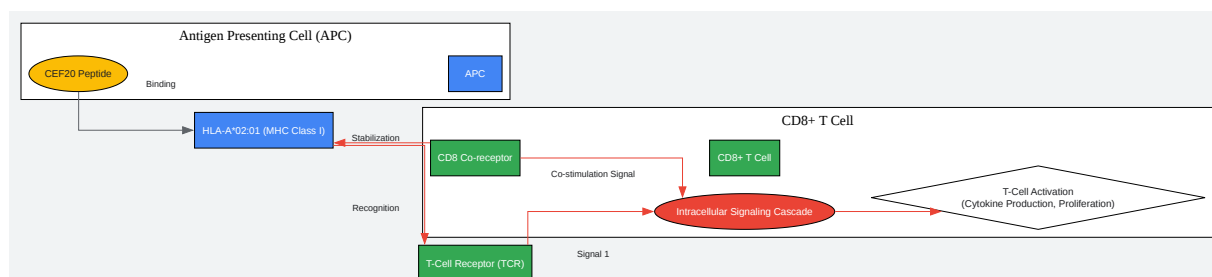 Antigen Presenting Cell (APC)
CEF20 Peptide
APC
Binding
HLA-A*02:01 (MHC Class I)
CD8+ T Cell
Stabilization
CD8 Co-receptor
CD8+ T Cell
Co-stimulation Signal
T-Cell Activation
(Cytokine Production, Proliferation)
Recognition
Intracellular Signaling Cascade
Signal 1
T-Cell Receptor (TCR)